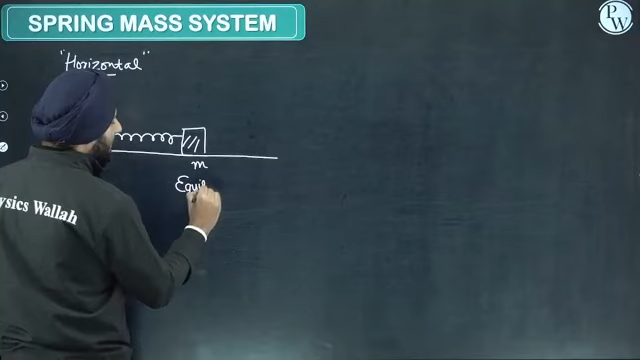 SPRING MASS SYSTEM
PW
"Horizontal"
m
Equi
ysics Wallah